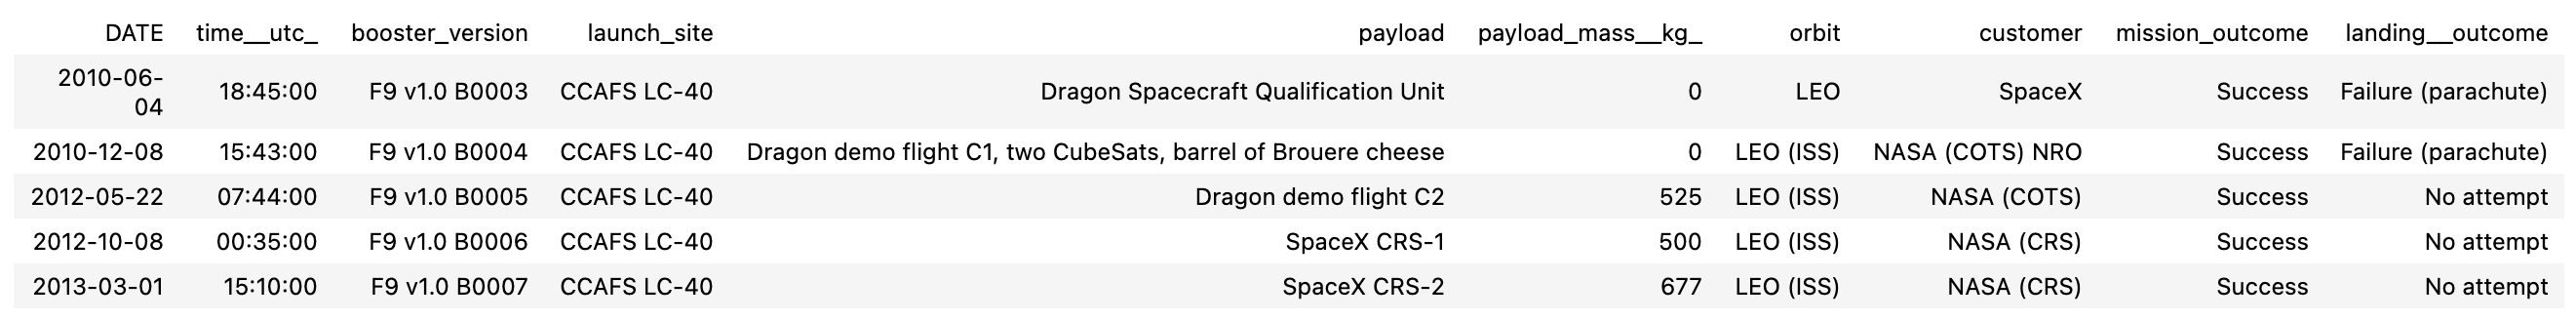 DATE time__utc_ booster_version launch_site payload payload_mass__kg_ orbit customer mission_outcome landing__outcome
2010-06-
04 18:45:00 F9 v1.0 B0003 CCAFS LC-40 Dragon Spacecraft Qualification Unit 0 LEO SpaceX Success Failure (parachute)
2010-12-08 15:43:00 F9 v1.0 B0004 CCAFS LC-40 Dragon demo flight C1, two CubeSats, barrel of Brouere cheese 0 LEO (ISS) NASA (COTS) NRO Success Failure (parachute)
2012-05-22 07:44:00 F9 v1.0 B0005 CCAFS LC-40 Dragon demo flight C2 525 LEO (ISS) NASA (COTS) Success No attempt
2012-10-08 00:35:00 F9 v1.0 B0006 CCAFS LC-40 SpaceX CRS-1 500 LEO (ISS) NASA (CRS) Success No attempt
2013-03-01 15:10:00 F9 v1.0 B0007 CCAFS LC-40 SpaceX CRS-2 677 LEO (ISS) NASA (CRS) Success No attempt